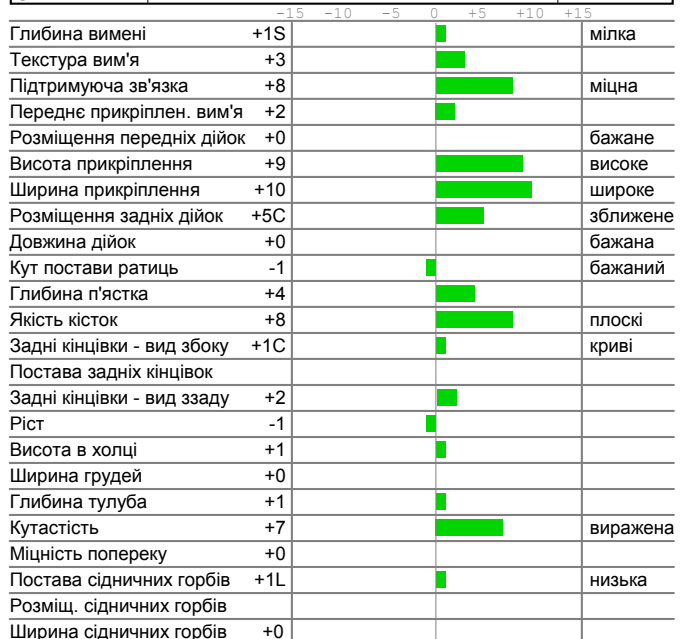 -15 -10 -5 0 +5 +10 +15
Глибина вимені +1S мілка
Текстура вим'я +3
Підтримуюча зв'язка +8 міцна
Переднє прикріплен. вим'я +2
Розміщення передніх дійок +0 бажане
Висота прикріплення +9 високе
Ширина прикріплення +10 широке
Розміщення задніх дійок +5C зближене
Довжина дійок +0 бажана
Кут постави ратиць -1 бажаний
Глибина п'ястка +4
Якість кісток +8 плоскі
Задні кінцівки - вид збоку +1C криві
Постава задніх кінцівок
Задні кінцівки - вид ззаду +2
Ріст -1
Висота в холці +1
Ширина грудей +0
Глибина тулуба +1
Кутастість +7 виражена
Міцність попереку +0
Постава сідничних горбів +1L низька
Розміщ. сідничних горбів
Ширина сідничних горбів +0